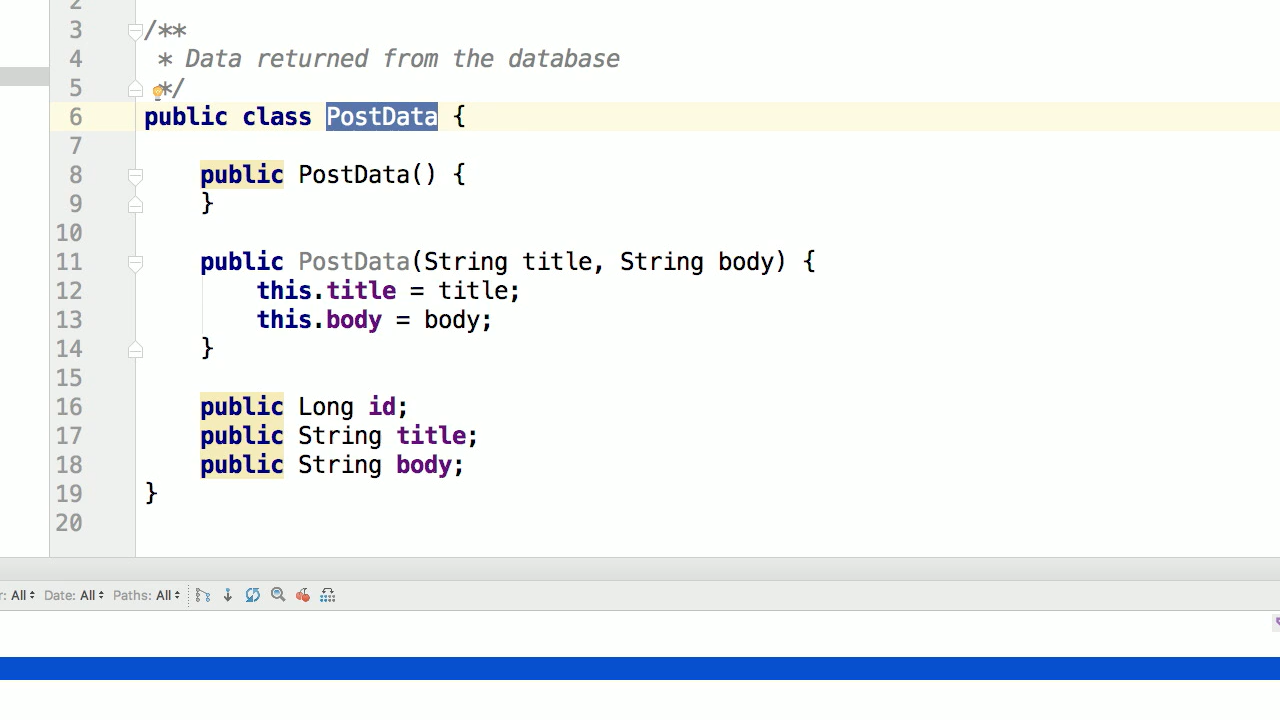 2
3 /**
4 * Data returned from the database
5 */
6 public class PostData {
7
8 public PostData() {
9 }
10
11 public PostData(String title, String body) {
12 this.title = title;
13 this.body = body;
14 }
15
16 public Long id;
17 public String title;
18 public String body;
19 }
20
r: All Date: All Paths: All